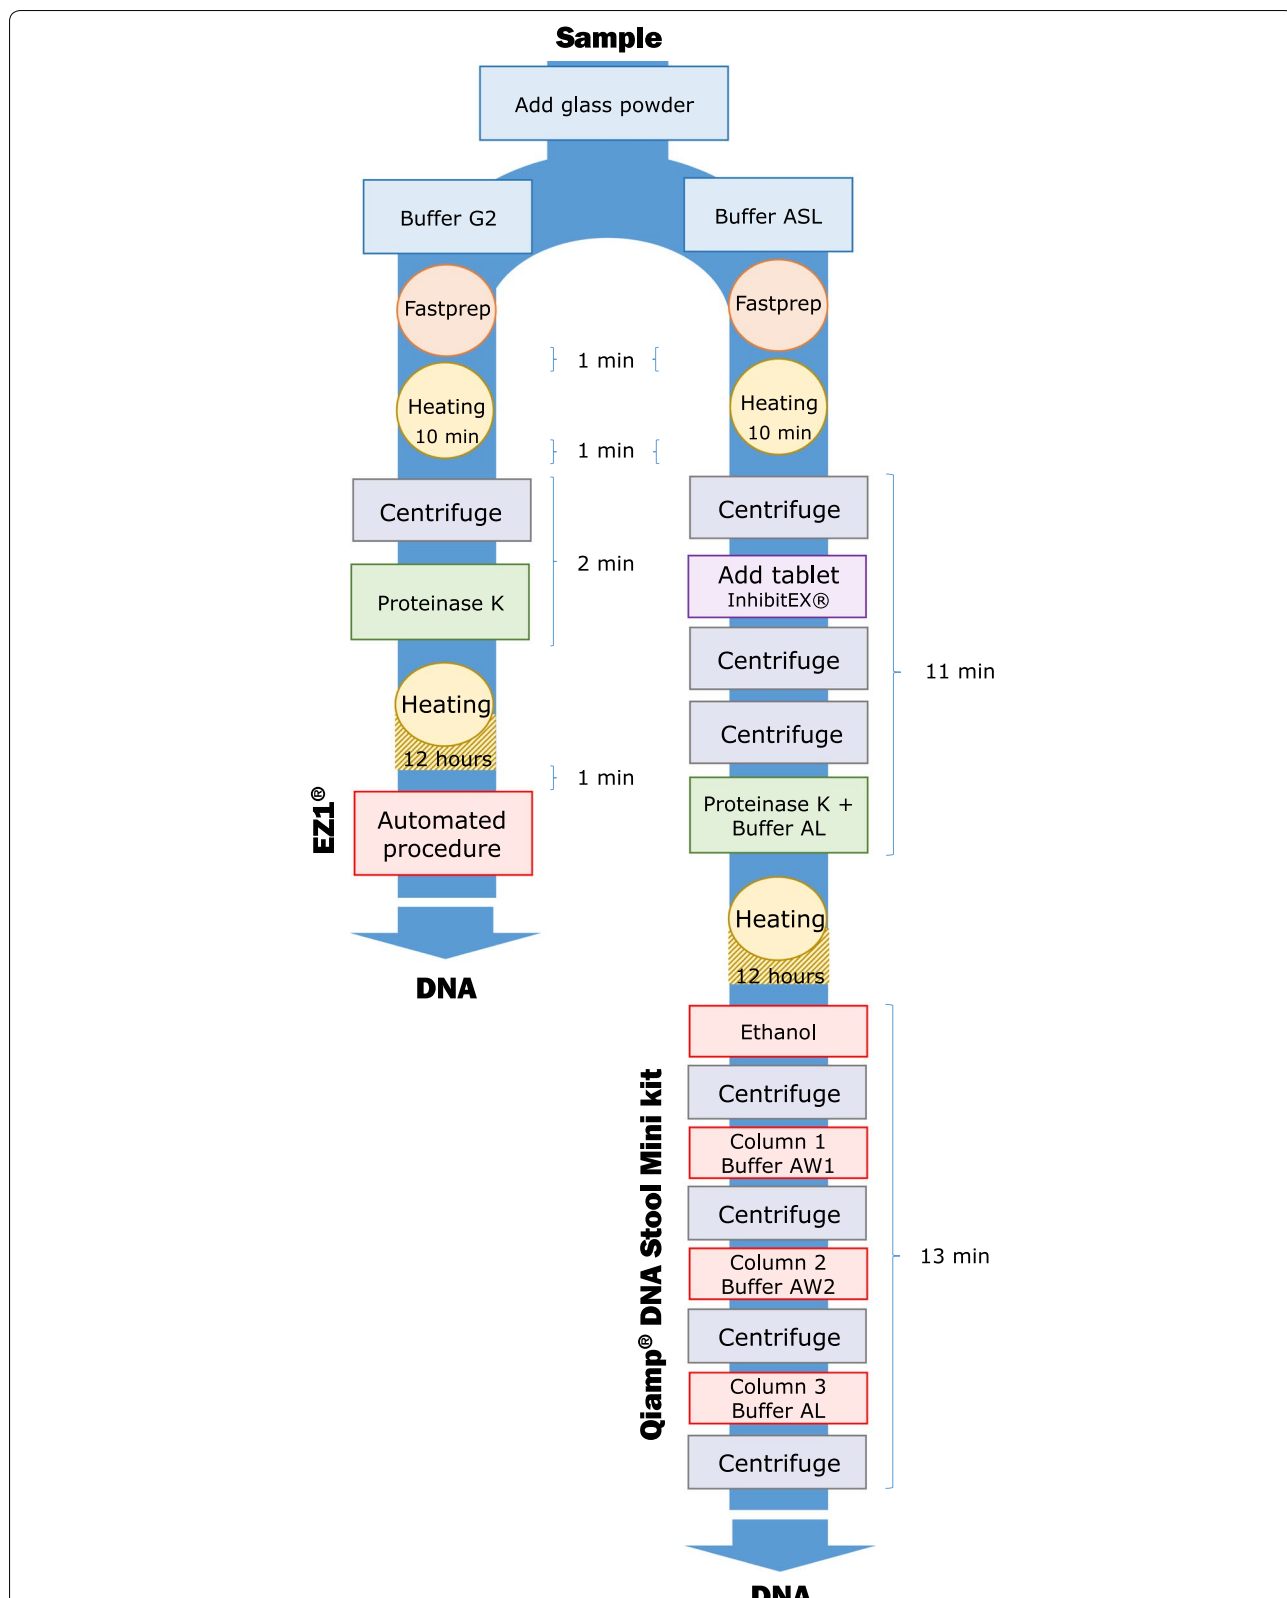 Sample
Add glass powder
Buffer G2
Fastprep
Heating
10 min
Centrifuge
Proteinase K
Heating
12 hours
Automated
procedure
EZ1®
DNA
1 min
1 min
2 min
1 min
Buffer ASL
Fastprep
Heating
10 min
Centrifuge
Add tablet
InhibitEX®
Centrifuge
Centrifuge
Proteinase K +
Buffer AL
11 min
Heating
12 hours
Ethanol
Centrifuge
Column 1
Buffer AW1
Centrifuge
Column 2
Buffer AW2
Centrifuge
Column 3
Buffer AL
Centrifuge
13 min
Qiamp® DNA Stool Mini kit
DNA